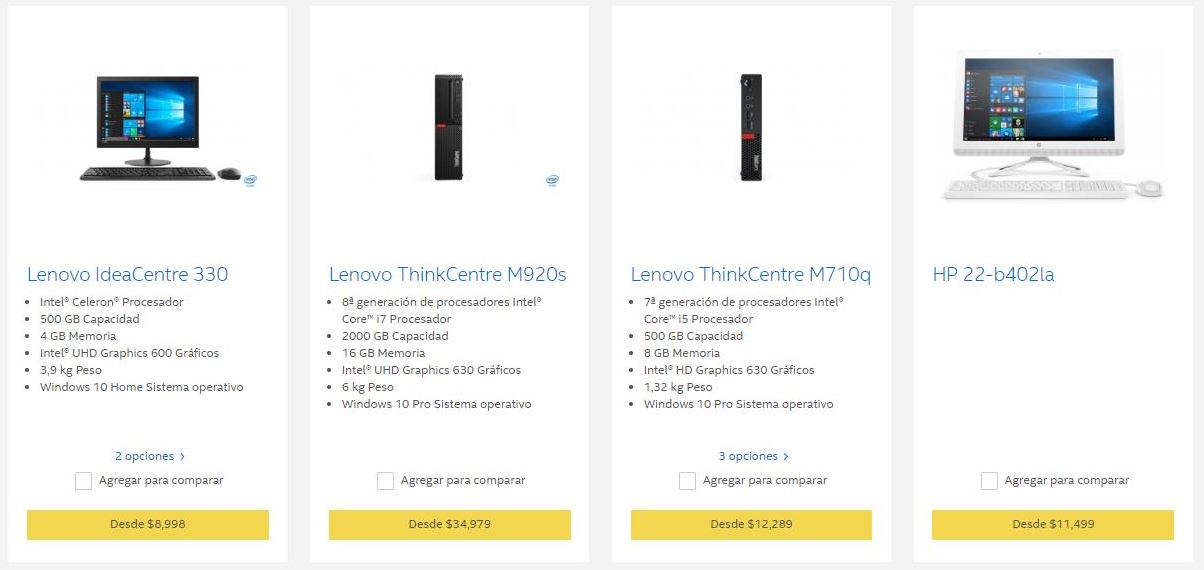 Lenovo IdeaCentre 330
Intel® Celeron® Procesador
500 GB Capacidad
4 GB Memoria
Intel® UHD Graphics 600 Gráficos
3,9 kg Peso
Windows 10 Home Sistema operativo
2 opciones
Agregar para comparar
Desde $8,998
Lenovo ThinkCentre M920s
8ª generación de procesadores Intel®
Core™ i7 Procesador
2000 GB Capacidad
16 GB Memoria
Intel® UHD Graphics 630 Gráficos
6 kg Peso
Windows 10 Pro Sistema operativo
Agregar para comparar
Desde $34,979
Lenovo ThinkCentre M710q
7ª generación de procesadores Intel®
Core™ i5 Procesador
500 GB Capacidad
8 GB Memoria
Intel® HD Graphics 630 Gráficos
1,32 kg Peso
Windows 10 Pro Sistema operativo
3 opciones
Agregar para comparar
Desde $12,289
HP 22-b402la
Agregar para comparar
Desde $11,499